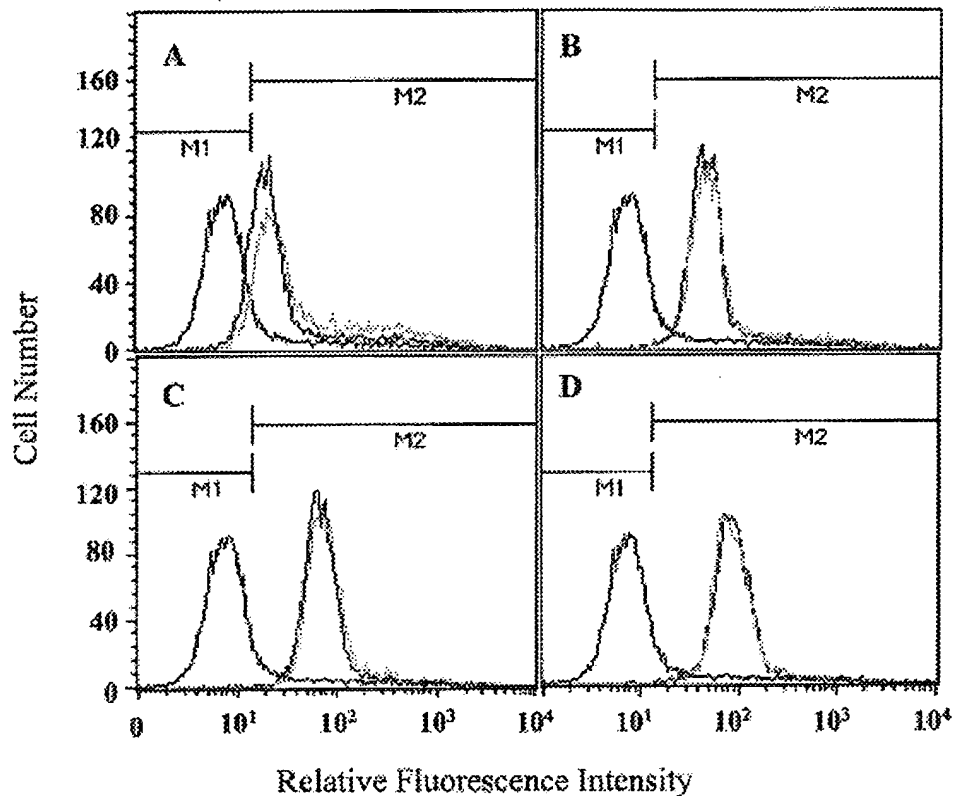 A
B
160
M2
M2
120
M1
M1
80
40
0
C
D
160
M2
M2
120
M1
M1
80
40
0
0 10¹ 10² 10³ 10⁴ 10¹ 10² 10³ 10⁴
Cell Number
Relative Fluorescence Intensity